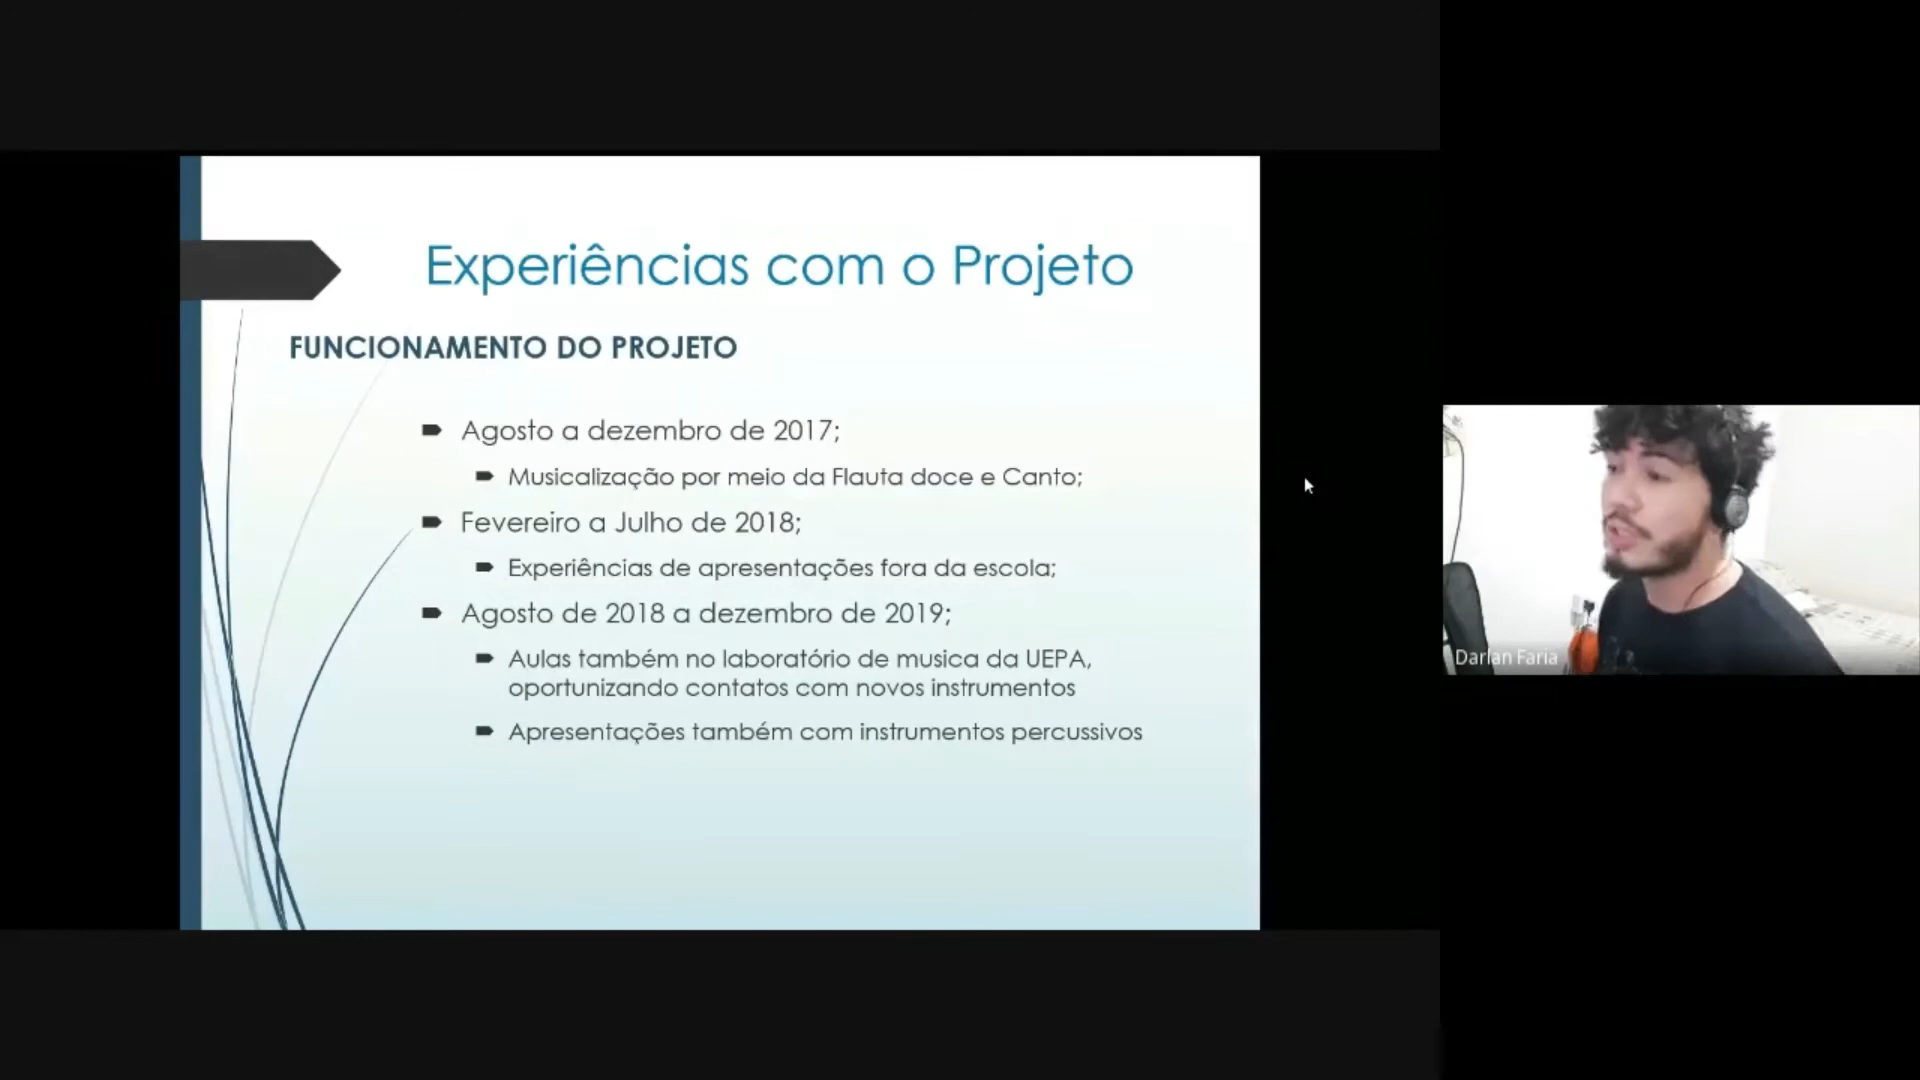 Experiências com o Projeto
FUNCIONAMENTO DO PROJETO
Agosto a dezembro de 2017;
Musicalização por meio da Flauta doce e Canto;
Fevereiro a Julho de 2018;
Experiências de apresentações fora da escola;
Agosto de 2018 a dezembro de 2019;
Aulas também no laboratório de musica da UEPA,
oportunizando contatos com novos instrumentos
Apresentações também com instrumentos percussivos
Darlan Faria